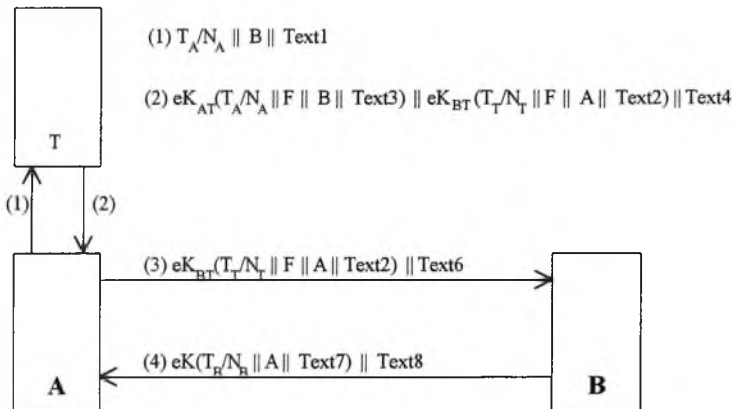 (1) T_A/N_A || B || Text1
(2) eK_AT(T_A/N_A || F || B || Text3) || eK_BT(T_T/N_T || F || A || Text2) || Text4
T
(1)
(2)
(3) eK_BT(T_T/N_T || F || A || Text2) || Text6
(4) eK(T_B/N_B || A || Text7) || Text8
A
B